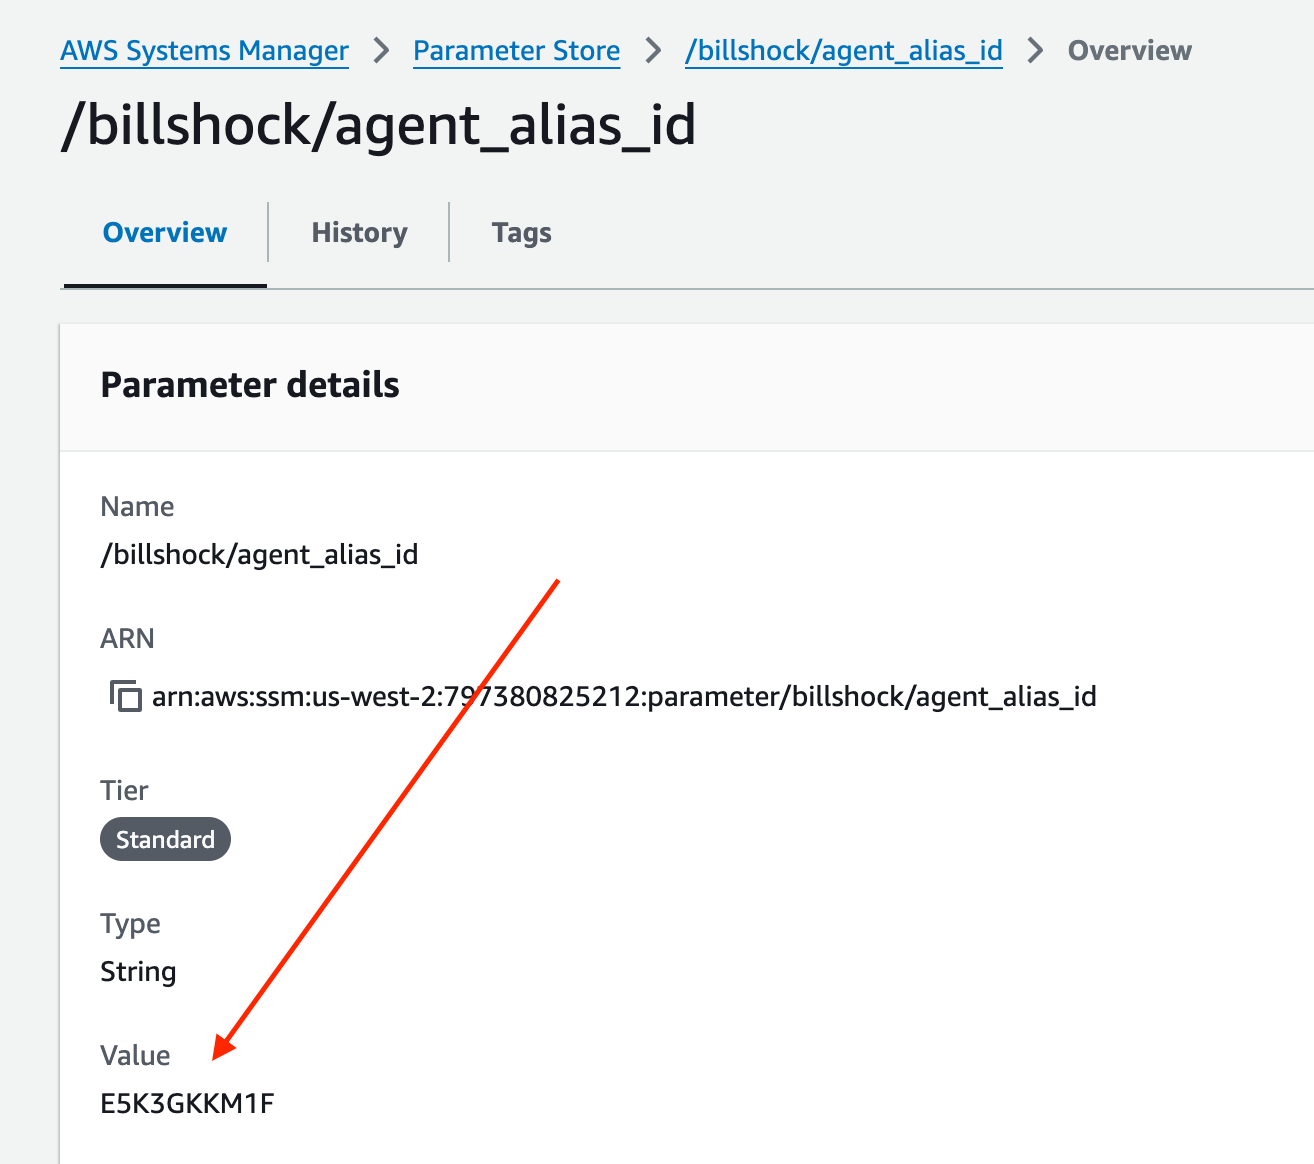 AWS Systems Manager > Parameter Store > /billshock/agent_alias_id > Overview
/billshock/agent_alias_id
Overview History Tags
Parameter details
Name
/billshock/agent_alias_id
ARN
arn:aws:ssm:us-west-2:797380825212:parameter/billshock/agent_alias_id
Tier
Standard
Type
String
Value
E5K3GKKM1F